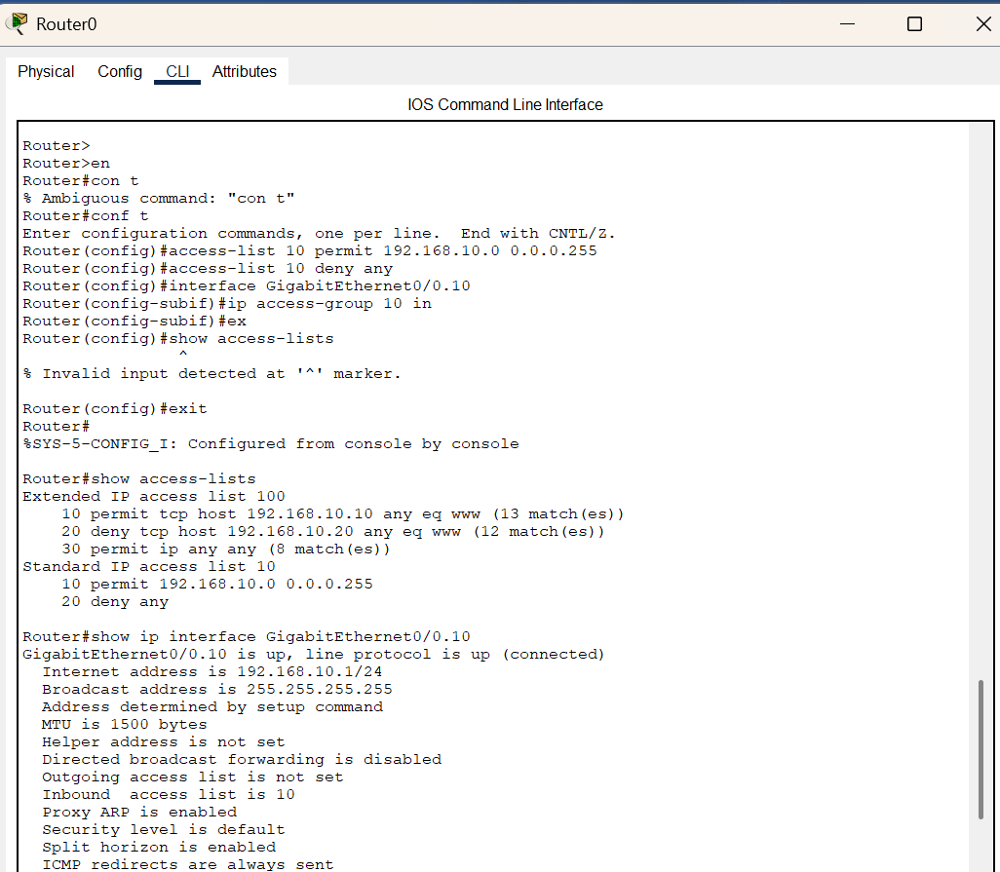 Router0
Physical Config CLI Attributes
IOS Command Line Interface
Router>
Router>en
Router#con t
% Ambiguous command: "con t"
Router#conf t
Enter configuration commands, one per line.  End with CNTL/Z.
Router(config)#access-list 10 permit 192.168.10.0 0.0.0.255
Router(config)#access-list 10 deny any
Router(config)#interface GigabitEthernet0/0.10
Router(config-subif)#ip access-group 10 in
Router(config-subif)#ex
Router(config)#show access-lists
                ^
% Invalid input detected at '^' marker.
Router(config)#exit
Router#
%SYS-5-CONFIG_I: Configured from console by console
Router#show access-lists
Extended IP access list 100
    10 permit tcp host 192.168.10.10 any eq www (13 match(es))
    20 deny tcp host 192.168.10.20 any eq www (12 match(es))
    30 permit ip any any (8 match(es))
Standard IP access list 10
    10 permit 192.168.10.0 0.0.0.255
    20 deny any
Router#show ip interface GigabitEthernet0/0.10
GigabitEthernet0/0.10 is up, line protocol is up (connected)
  Internet address is 192.168.10.1/24
  Broadcast address is 255.255.255.255
  Address determined by setup command
  MTU is 1500 bytes
  Helper address is not set
  Directed broadcast forwarding is disabled
  Outgoing access list is not set
  Inbound  access list is 10
  Proxy ARP is enabled
  Security level is default
  Split horizon is enabled
  ICMP redirects are always sent